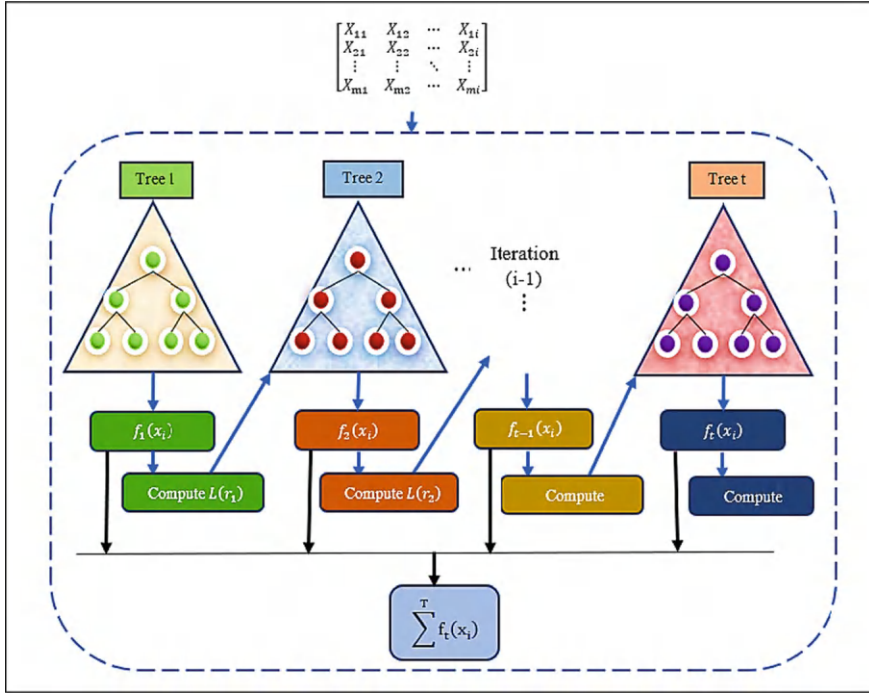 X₁₁ X₁₂ ⋯ X₁ᵢ
X₂₁ X₂₂ ⋯ X₂ᵢ
⋮ ⋮ ⋱ ⋮
Xₘ₁ Xₘ₂ ⋯ Xₘᵢ
Tree 1 Tree 2 Tree t
⋯ Iteration
(i-1)
⋮
f₁(xᵢ) f₂(xᵢ) fₜ₋₁(xᵢ) fₜ(xᵢ)
Compute L(r₁) Compute L(r₂) Compute Compute
T
∑ fₜ(xᵢ)